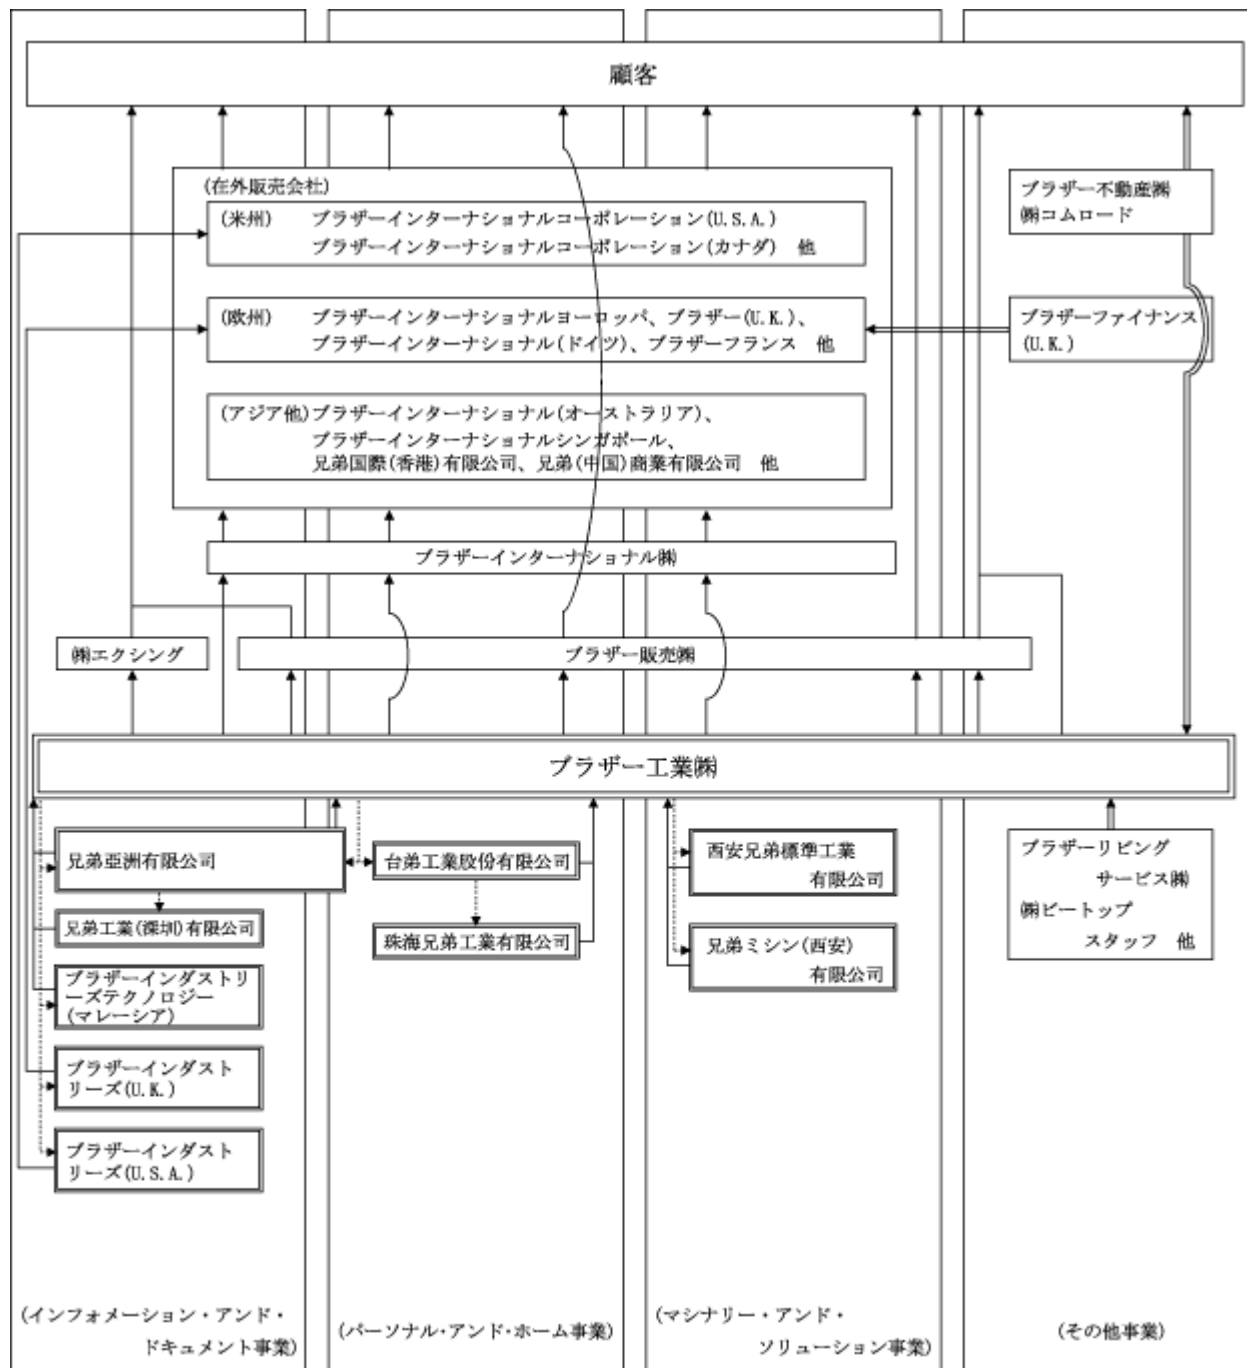 顧客
(在外販売会社)
(米州)　ブラザーインターナショナルコーポレーション(U.S.A.)
ブラザーインターナショナルコーポレーション(カナダ)　他
(欧州)　ブラザーインターナショナルヨーロッパ、ブラザー(U.K.)、
ブラザーインターナショナル(ドイツ)、ブラザーフランス　他
(アジア他)ブラザーインターナショナル(オーストラリア)、
ブラザーインターナショナルシンガポール、
兄弟国際(香港)有限公司、兄弟(中国)商業有限公司　他
ブラザー不動産㈱
㈱コムロード
ブラザーファイナンス
(U.K.)
ブラザーインターナショナル㈱
㈱エクシング
ブラザー販売㈱
ブラザー工業㈱
兄弟亞洲有限公司
兄弟工業(深圳)有限公司
ブラザーインダストリ
ーズテクノロジー
(マレーシア)
ブラザーインダスト
リーズ(U.K.)
ブラザーインダスト
リーズ(U.S.A.)
台弟工業股份有限公司
珠海兄弟工業有限公司
西安兄弟標準工業
有限公司
兄弟ミシン(西安)
有限公司
ブラザーリビング
サービス㈱
㈱ビートップ
スタッフ　他
(インフォメーション・アンド・
ドキュメント事業)
(パーソナル・アンド・ホーム事業)
(マシナリー・アンド・
ソリューション事業)
(その他事業)